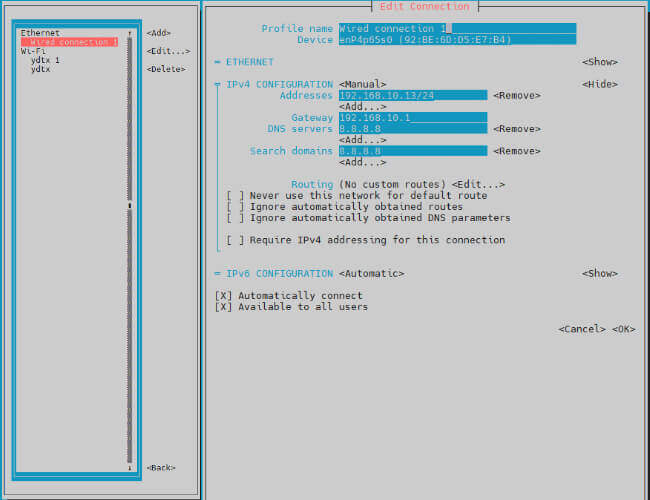 Ethernet
Wired connection 1
Wi-Fi
ydtx 1
ydtx
<Add>
<Edit...>
<Delete>
<Back>
Edit Connection
Profile name Wired connection 1
Device enP4p65s0 (92:BE:6D:D5:E7:B4)
= ETHERNET <Show>
= IPv4 CONFIGURATION <Manual> <Hide>
Addresses 192.168.10.13/24 <Remove>
<Add...>
Gateway 192.168.10.1
DNS servers 8.8.8.8 <Remove>
<Add...>
Search domains 8.8.8.8 <Remove>
<Add...>
Routing (No custom routes) <Edit...>
[ ] Never use this network for default route
[ ] Ignore automatically obtained routes
[ ] Ignore automatically obtained DNS parameters
[ ] Require IPv4 addressing for this connection
= IPv6 CONFIGURATION <Automatic> <Show>
[X] Automatically connect
[X] Available to all users
<Cancel> <OK>